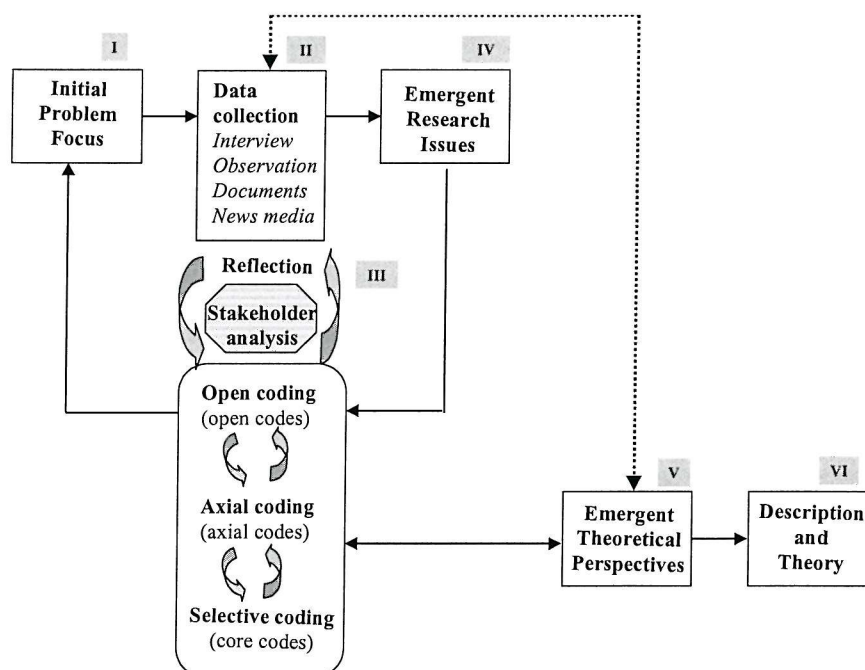 I
Initial
Problem
Focus
II
Data
collection
Interview
Observation
Documents
News media
IV
Emergent
Research
Issues
Reflection
III
Stakeholder
analysis
Open coding
(open codes)
Axial coding
(axial codes)
Selective coding
(core codes)
V
Emergent
Theoretical
Perspectives
VI
Description
and
Theory